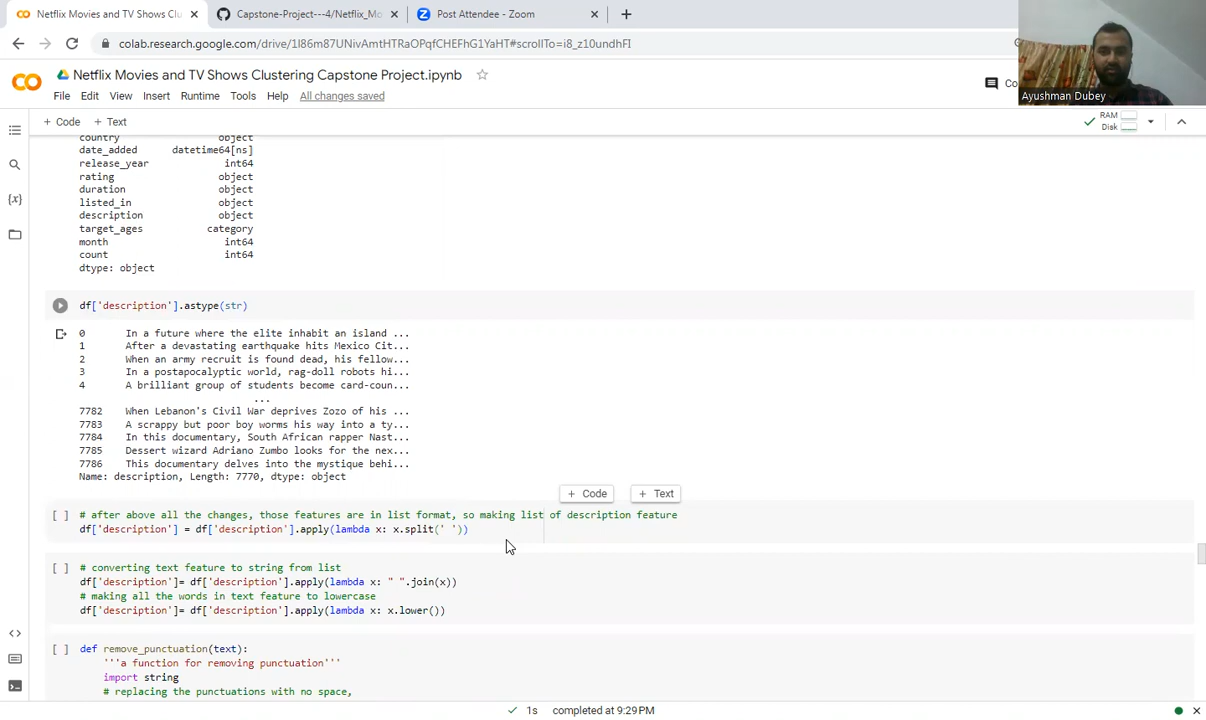 Netflix Movies and TV Shows Clu
Capstone-Project---4/Netflix_Mo
Post Attendee - Zoom
colab.research.google.com/drive/1l86m87UNivAmtHTRaOPqfCHEFhG1YaHT#scrollTo=i8_z10undhFI
Netflix Movies and TV Shows Clustering Capstone Project.ipynb
Co
Ayushman Dubey
File Edit View Insert Runtime Tools Help All changes saved
+ Code + Text
RAM
Disk
country object
date_added datetime64[ns]
release_year int64
rating object
duration object
listed_in object
description object
target_ages category
month int64
count int64
dtype: object
df['description'].astype(str)
0 In a future where the elite inhabit an island ...
1 After a devastating earthquake hits Mexico Cit...
2 When an army recruit is found dead, his fellow...
3 In a postapocalyptic world, rag-doll robots hi...
4 A brilliant group of students become card-coun...
...
7782 When Lebanon's Civil War deprives Zozo of his ...
7783 A scrappy but poor boy worms his way into a ty...
7784 In this documentary, South African rapper Nast...
7785 Dessert wizard Adriano Zumbo looks for the nex...
7786 This documentary delves into the mystique behi...
Name: description, Length: 7770, dtype: object
+ Code + Text
[ ] # after above all the changes, those features are in list format, so making list of description feature
df['description'] = df['description'].apply(lambda x: x.split(' '))
[ ] # converting text feature to string from list
df['description']= df['description'].apply(lambda x: " ".join(x))
# making all the words in text feature to lowercase
df['description']= df['description'].apply(lambda x: x.lower())
[ ] def remove_punctuation(text):
'''a function for removing punctuation'''
import string
# replacing the punctuations with no space,
1s completed at 9:29PM